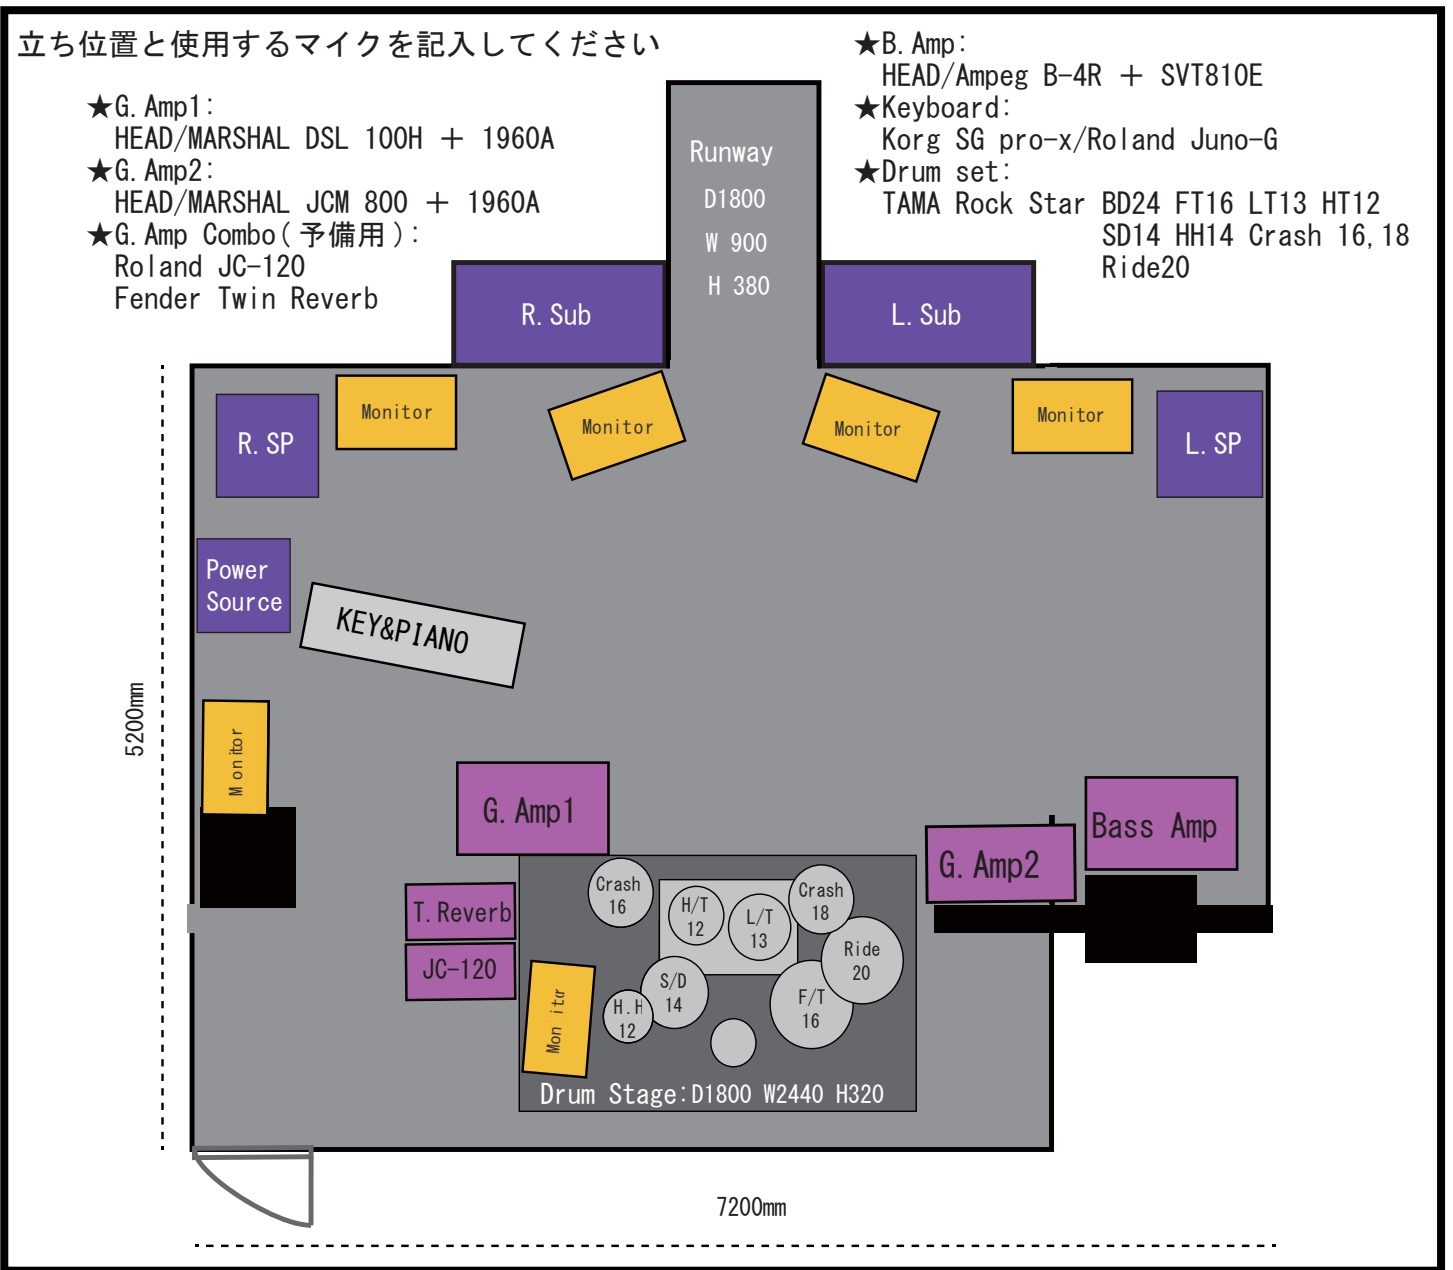 立ち位置と使用するマイクを記入してください
★G.Amp1:
HEAD/MARSHAL DSL 100H + 1960A
★G.Amp2:
HEAD/MARSHAL JCM 800 + 1960A
★G.Amp Combo(予備用):
Roland JC-120
Fender Twin Reverb
★B.Amp:
HEAD/Ampeg B-4R + SVT810E
★Keyboard:
Korg SG pro-x/Roland Juno-G
★Drum set:
TAMA Rock Star BD24 FT16 LT13 HT12
SD14 HH14 Crash 16,18
Ride20
Runway
D1800
W 900
H 380
R.Sub
L.Sub
Monitor
Monitor
Monitor
Monitor
R.SP
L.SP
Power
Source
KEY&PIANO
5200mm
Monitor
G.Amp1
Bass Amp
G.Amp2
T.Reverb
JC-120
Crash
16
H/T
12
L/T
13
Crash
18
Ride
20
S/D
14
F/T
16
H.H
12
Monitor
Drum Stage:D1800 W2440 H320
7200mm